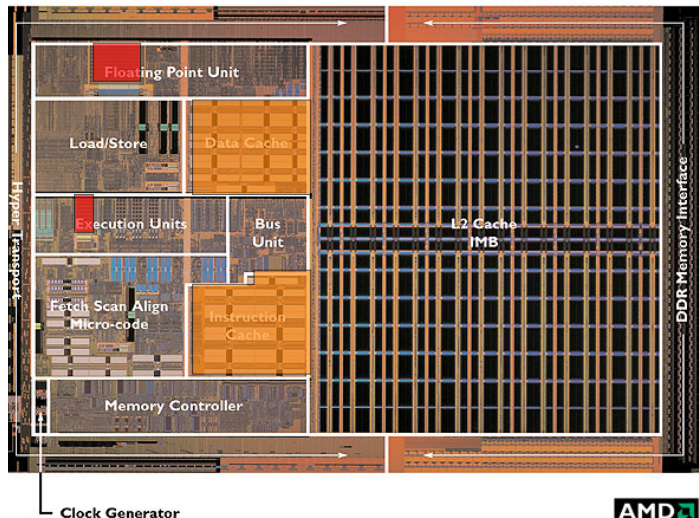 Floating Point Unit
Load/Store
Data Cache
Hyper Transport
Execution Units
Bus
Unit
L2 Cache
IMB
DDR Memory Interface
Fetch Scan Align
Micro-code
Instruction
Cache
Memory Controller
Clock Generator
AMD